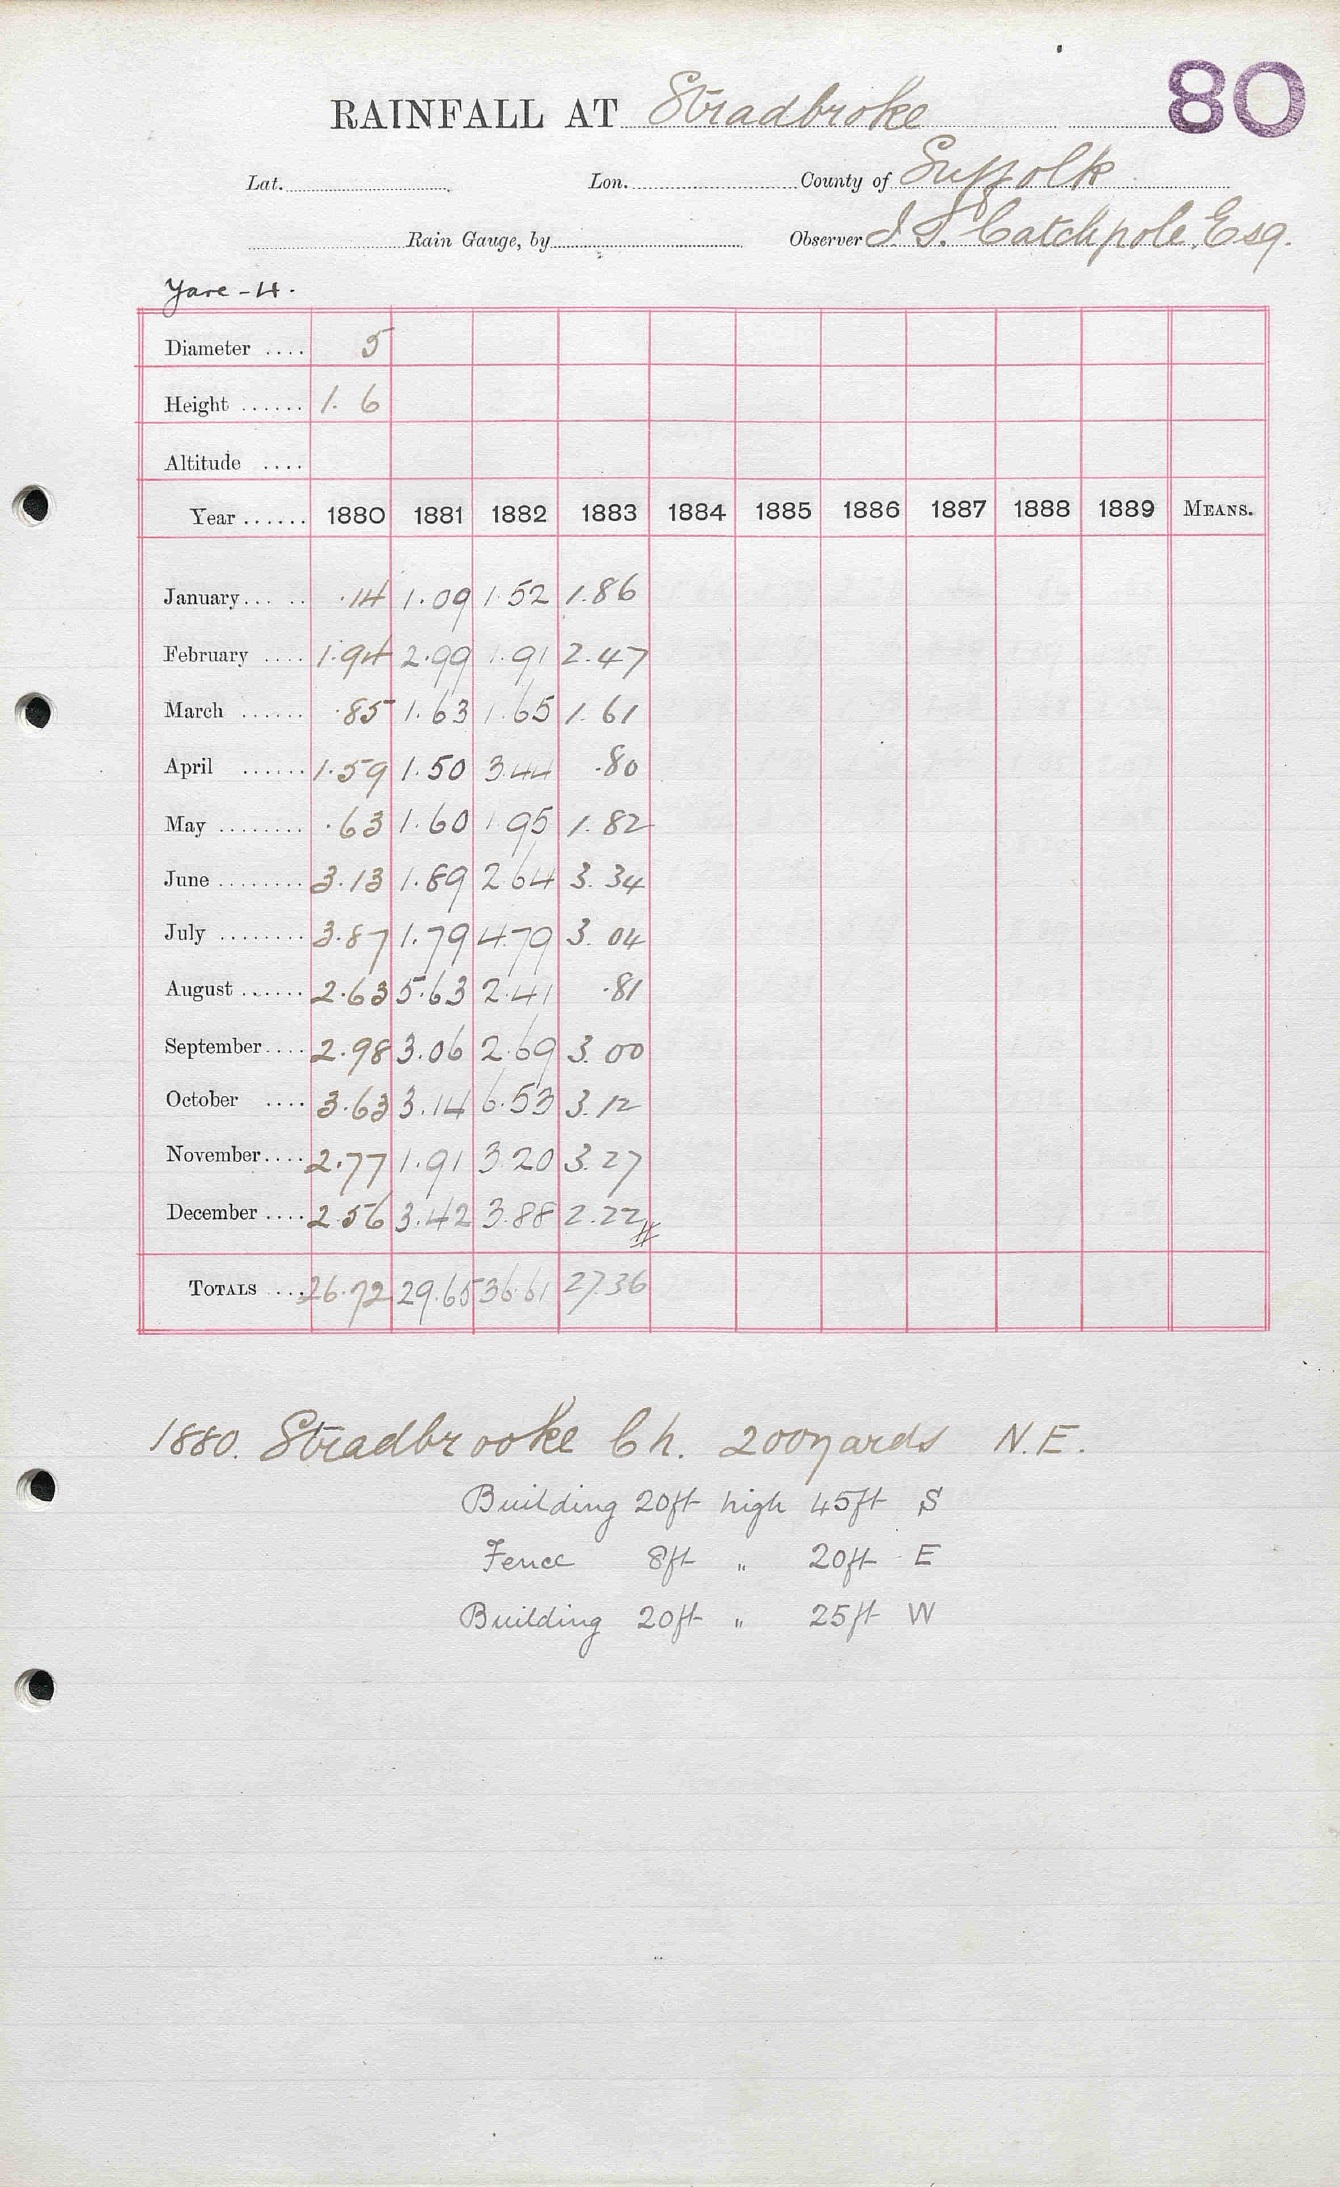 80
RAINFALL AT Stradbroke
Lat. Lon. County of Suffolk
Rain Gauge, by Observer J. S. Catchpole, Esq.
Yare - H.
Diameter .... 5
Height ...... 1. 6
Altitude ....
Year ...... 1880 1881 1882 1883 1884 1885 1886 1887 1888 1889 MEANS.
January... .. .14 1.09 1.52 1.86
February .... 1.94 2.99 1.91 2.47
March ...... .85 1.63 1.65 1.61
April ...... 1.59 1.50 3.44 .80
May ........ .63 1.60 1.95 1.82
June ........ 3.13 1.89 2.64 3.34
July ........ 3.87 1.79 4.79 3.04
August ...... 2.63 5.63 2.41 .81
September.... 2.98 3.06 2.69 3.00
October .... 3.63 3.14 6.53 3.12
November.... 2.77 1.91 3.20 3.27
December .... 2.56 3.42 3.88 2.22
TOTALS .... 26.72 29.65 36.61 27.36
1880. Stradbrooke Ch. 200 yards N.E.
Building 20ft high 45ft S
Fence 8ft " 20ft E
Building 20ft " 25ft W